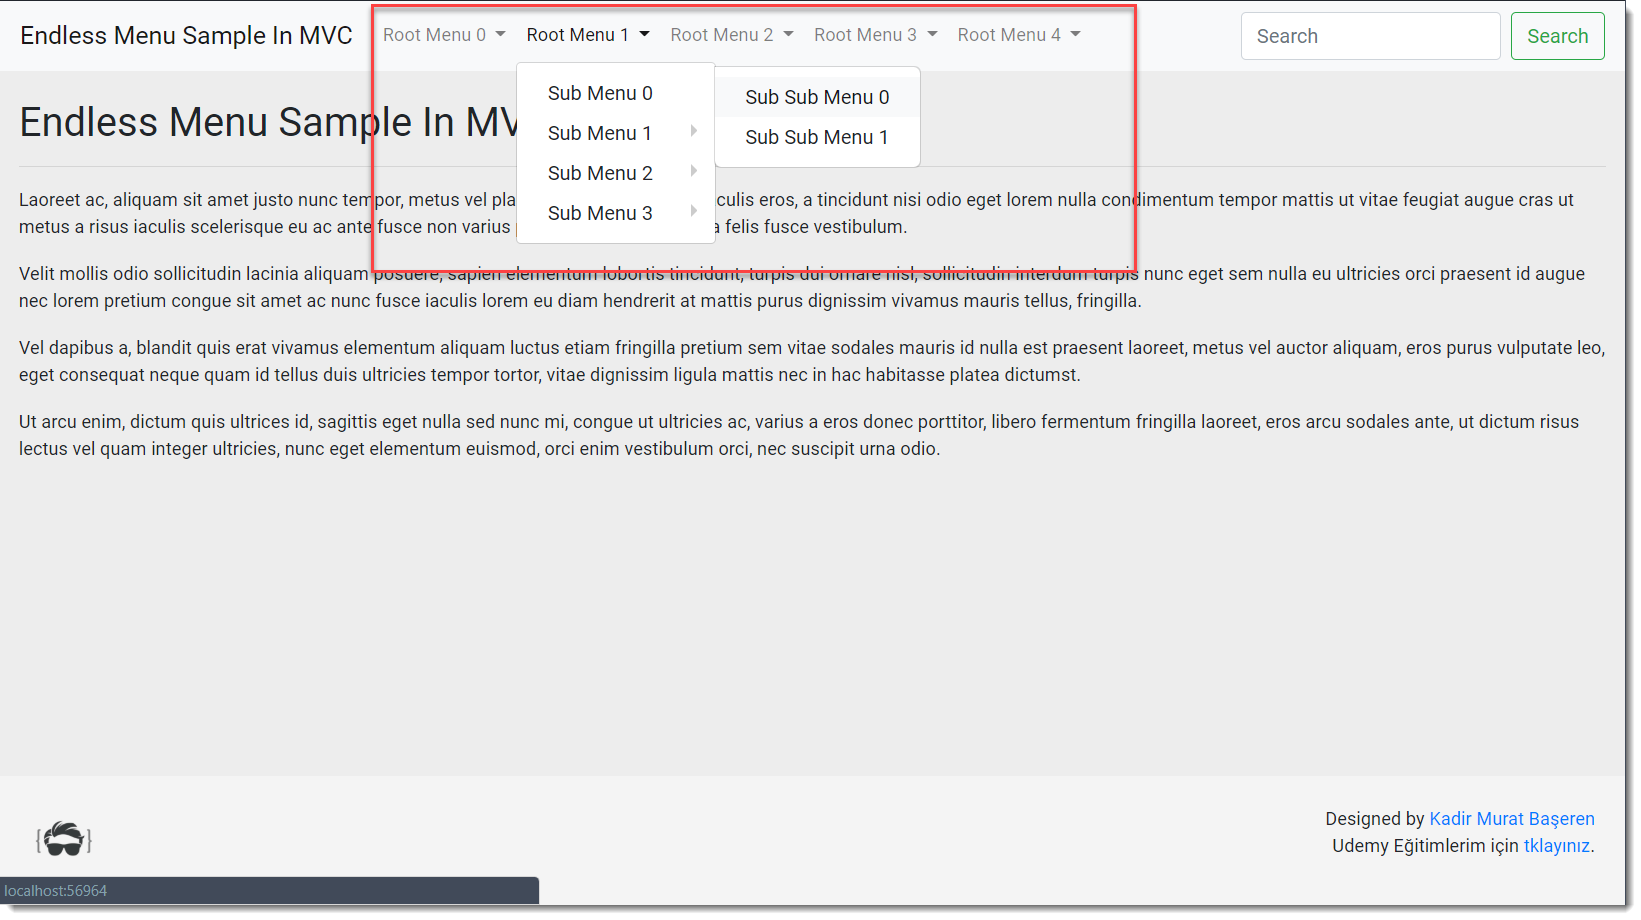 Endless Menu Sample In MVC
Root Menu 0
Root Menu 1
Root Menu 2
Root Menu 3
Root Menu 4
Search
Search
Sub Menu 0
Sub Menu 1
Sub Menu 2
Sub Menu 3
Sub Sub Menu 0
Sub Sub Menu 1
Endless Menu Sample In MV
Laoreet ac, aliquam sit amet justo nunc tempor, metus vel pla culis eros, a tincidunt nisi odio eget lorem nulla condimentum tempor mattis ut vitae feugiat augue cras ut
metus a risus iaculis scelerisque eu ac ante fusce non varius a felis fusce vestibulum.
Velit mollis odio sollicitudin lacinia aliquam posuere, sapien elementum lobortis tincidunt, turpis dui ornare nisl, sollicitudin interdum turpis nunc eget sem nulla eu ultricies orci praesent id augue
nec lorem pretium congue sit amet ac nunc fusce iaculis lorem eu diam hendrerit at mattis purus dignissim vivamus mauris tellus, fringilla.
Vel dapibus a, blandit quis erat vivamus elementum aliquam luctus etiam fringilla pretium sem vitae sodales mauris id nulla est praesent laoreet, metus vel auctor aliquam, eros purus vulputate leo,
eget consequat neque quam id tellus duis ultricies tempor tortor, vitae dignissim ligula mattis nec in hac habitasse platea dictumst.
Ut arcu enim, dictum quis ultrices id, sagittis eget nulla sed nunc mi, congue ut ultricies ac, varius a eros donec porttitor, libero fermentum fringilla laoreet, eros arcu sodales ante, ut dictum risus
lectus vel quam integer ultricies, nunc eget elementum euismod, orci enim vestibulum orci, nec suscipit urna odio.
Designed by Kadir Murat Başeren
Udemy Eğitimlerim için tklayınız.
localhost:56964